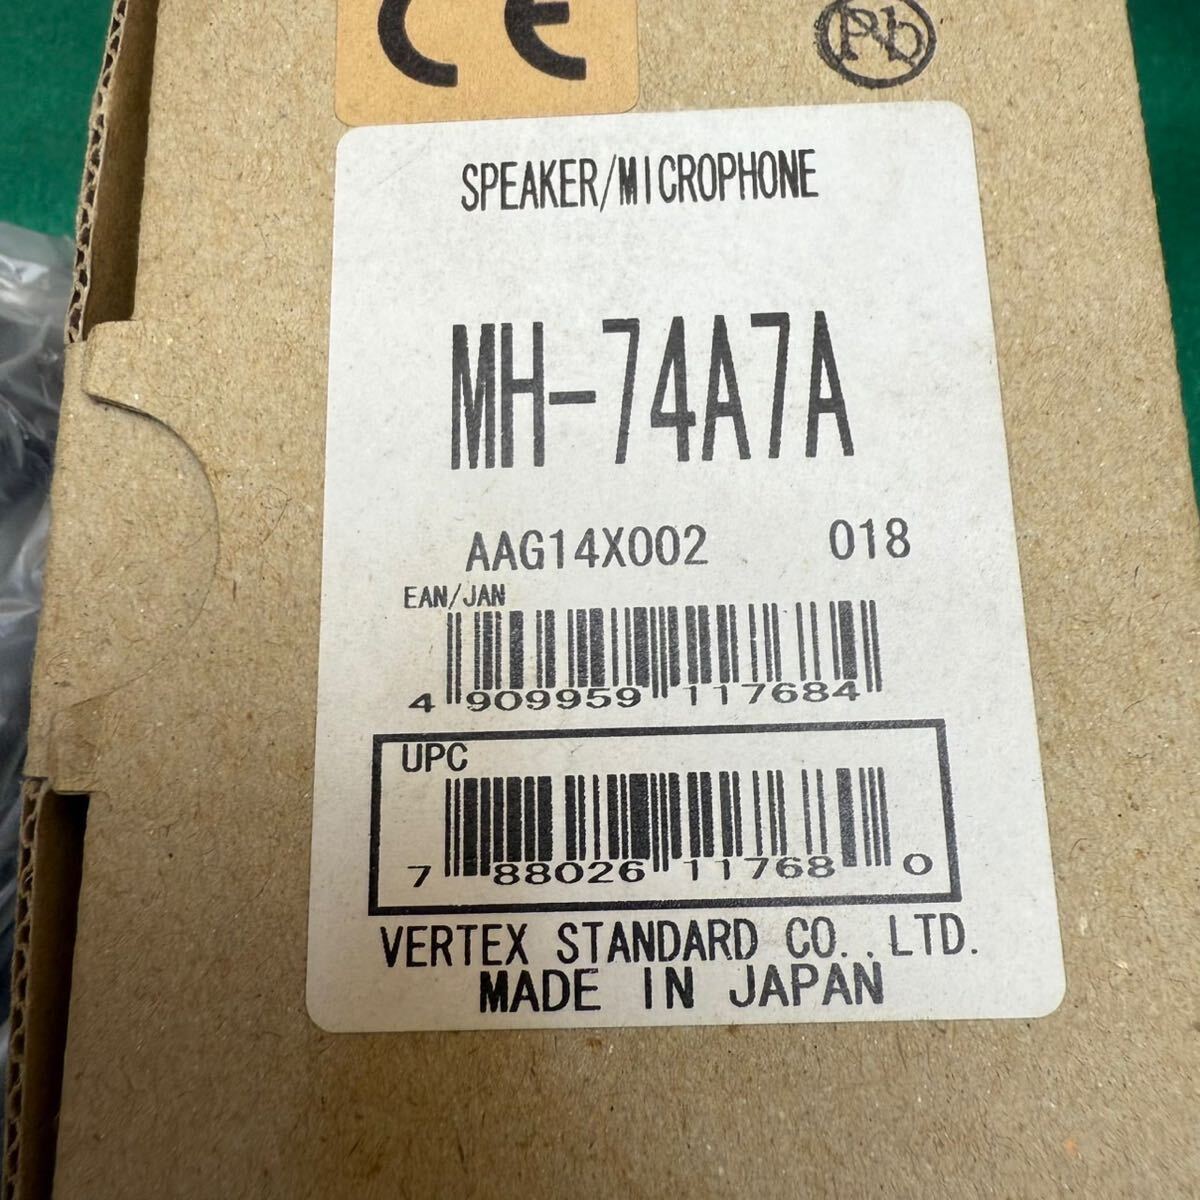 CE
Pb
SPEAKER/MICROPHONE
MH-74A7A
AAG14X002 018
EAN/JAN
4 909959 117684
UPC
7 88026 11768 0
VERTEX STANDARD CO.,LTD.
MADE IN JAPAN